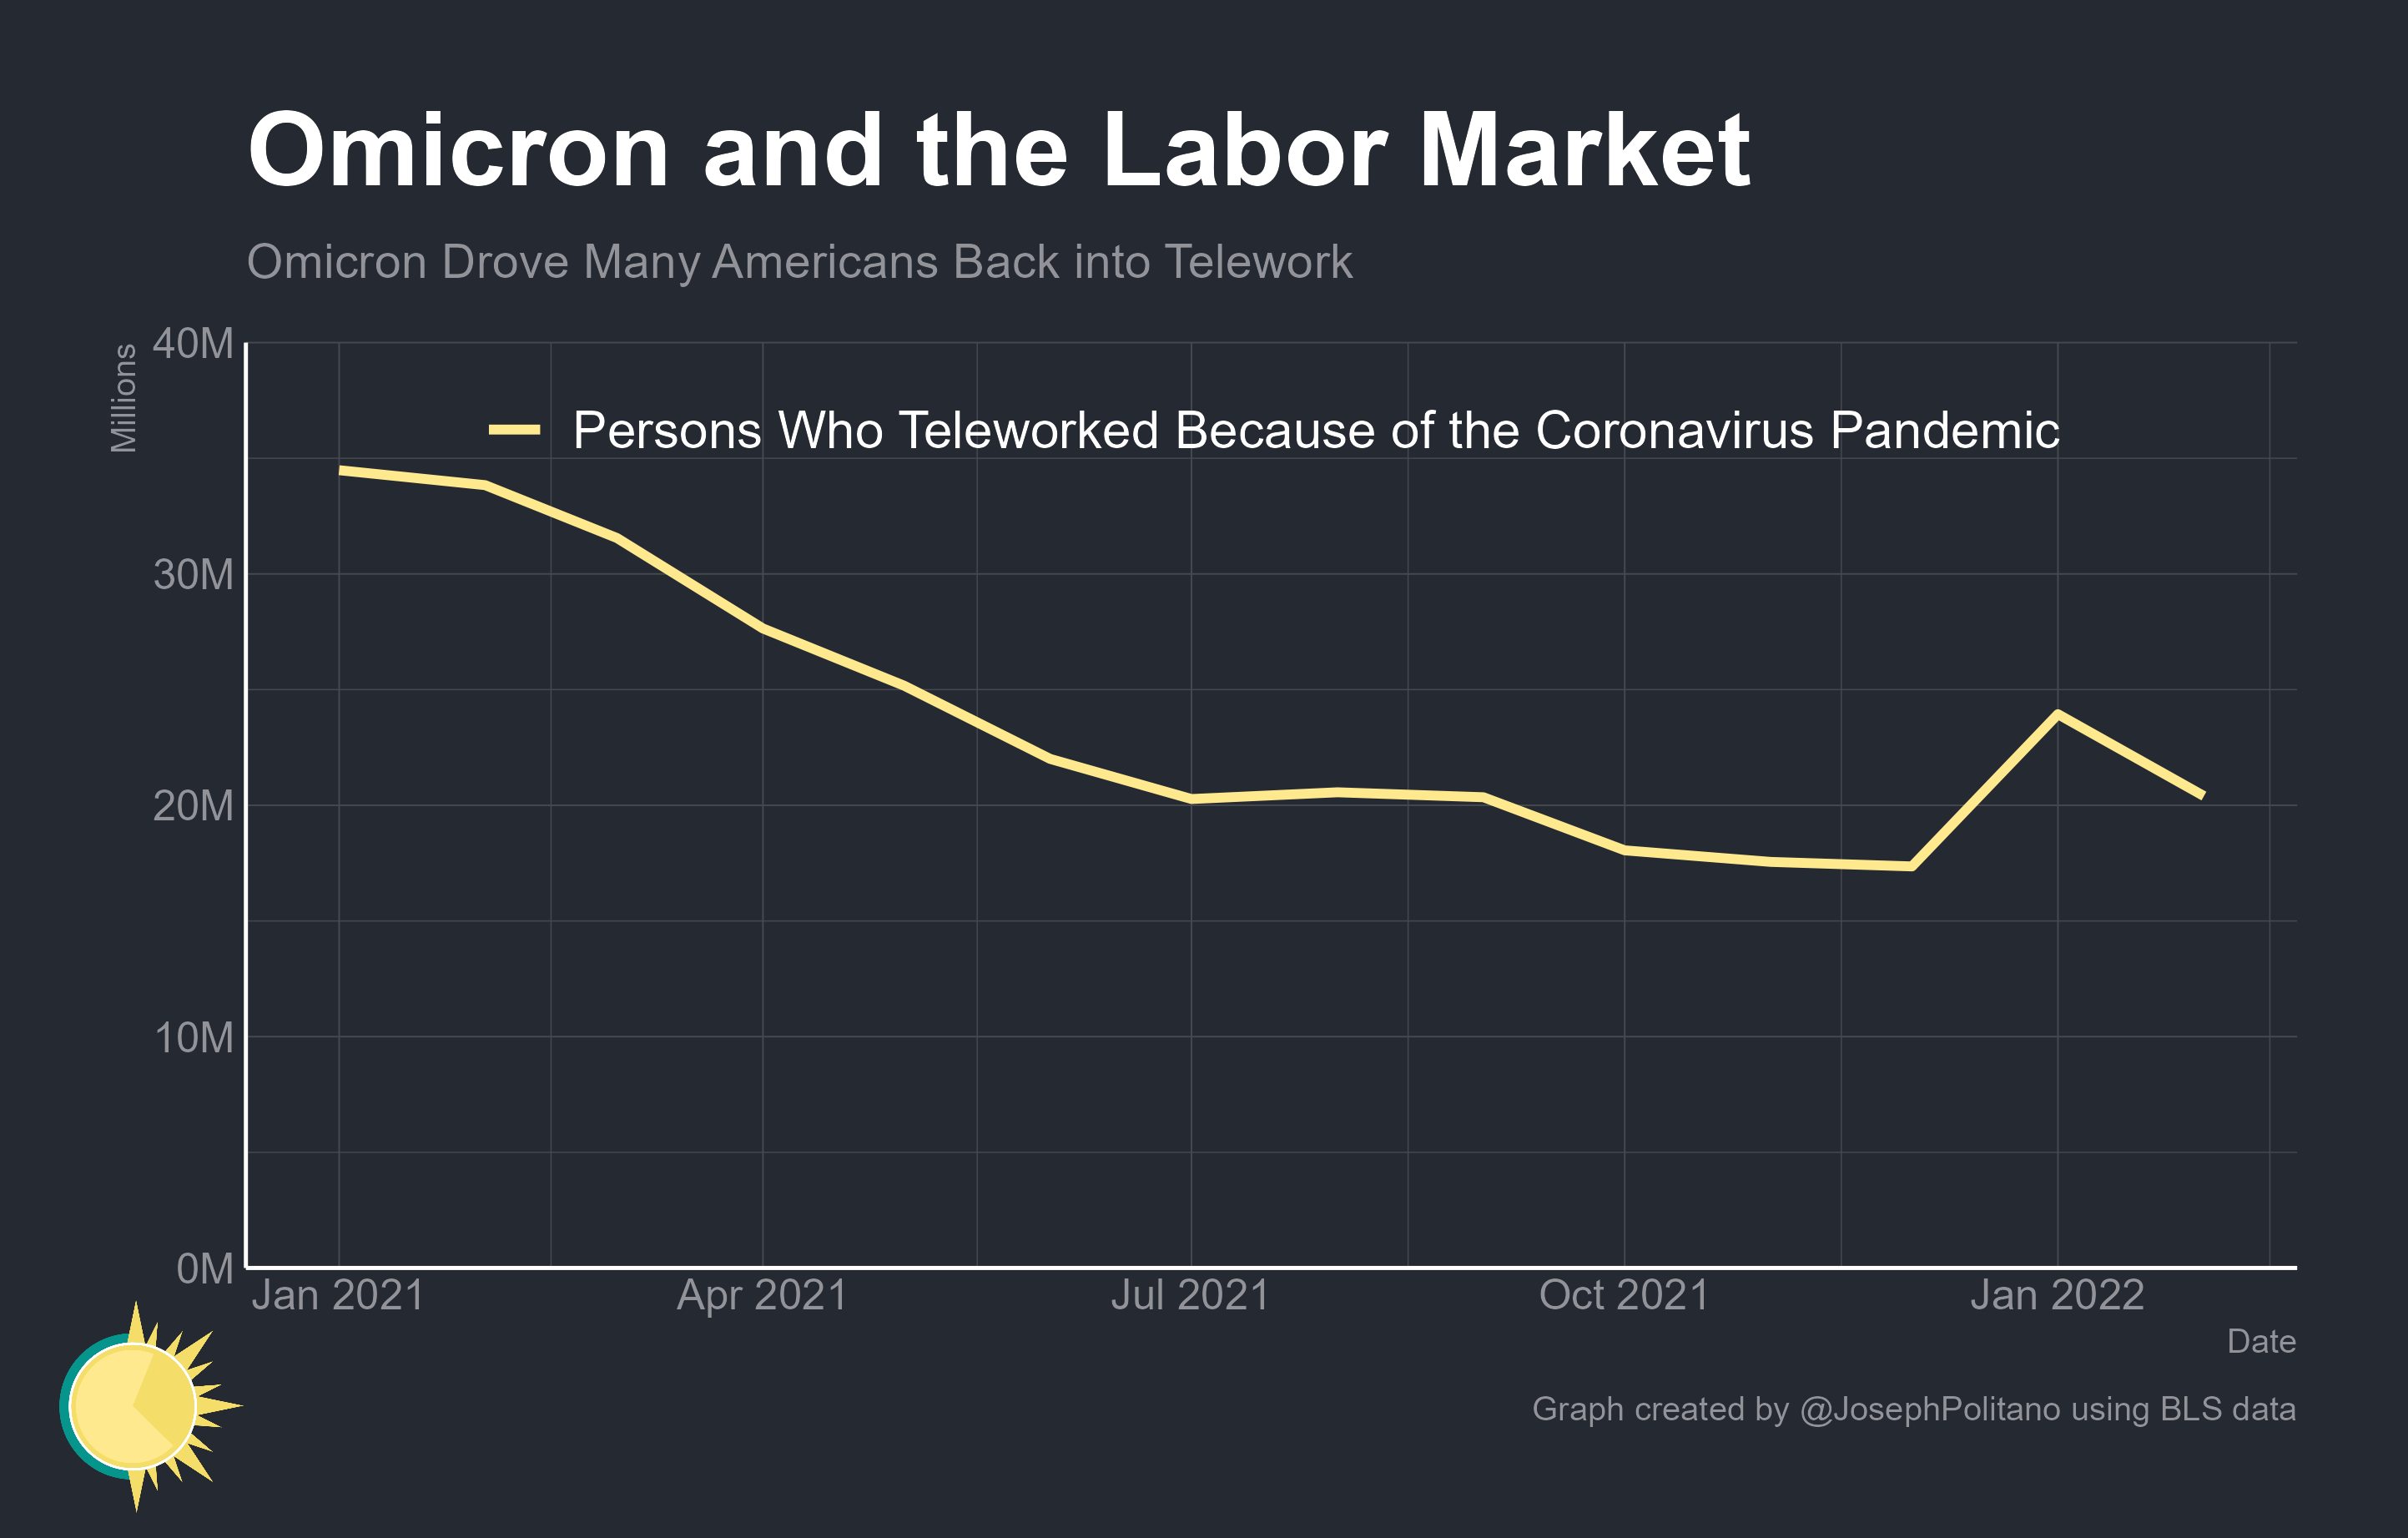 Omicron and the Labor Market
Omicron Drove Many Americans Back into Telework
Millions
40M
Persons Who Teleworked Because of the Coronavirus Pandemic
30M
20M
10M
0M
Jan 2021
Apr 2021
Jul 2021
Oct 2021
Jan 2022
Date
Graph created by @JosephPolitano using BLS data